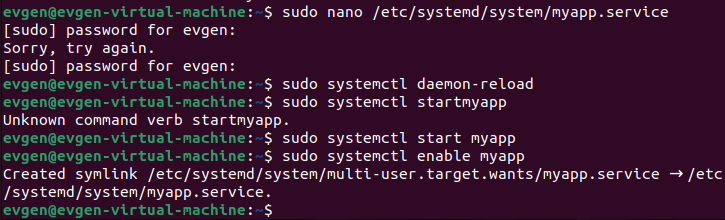 evgen@evgen-virtual-machine:~$ sudo nano /etc/systemd/system/myapp.service
[sudo] password for evgen:
Sorry, try again.
[sudo] password for evgen:
evgen@evgen-virtual-machine:~$ sudo systemctl daemon-reload
evgen@evgen-virtual-machine:~$ sudo systemctl startmyapp
Unknown command verb startmyapp.
evgen@evgen-virtual-machine:~$ sudo systemctl start myapp
evgen@evgen-virtual-machine:~$ sudo systemctl enable myapp
Created symlink /etc/systemd/system/multi-user.target.wants/myapp.service → /etc
/systemd/system/myapp.service.
evgen@evgen-virtual-machine:~$